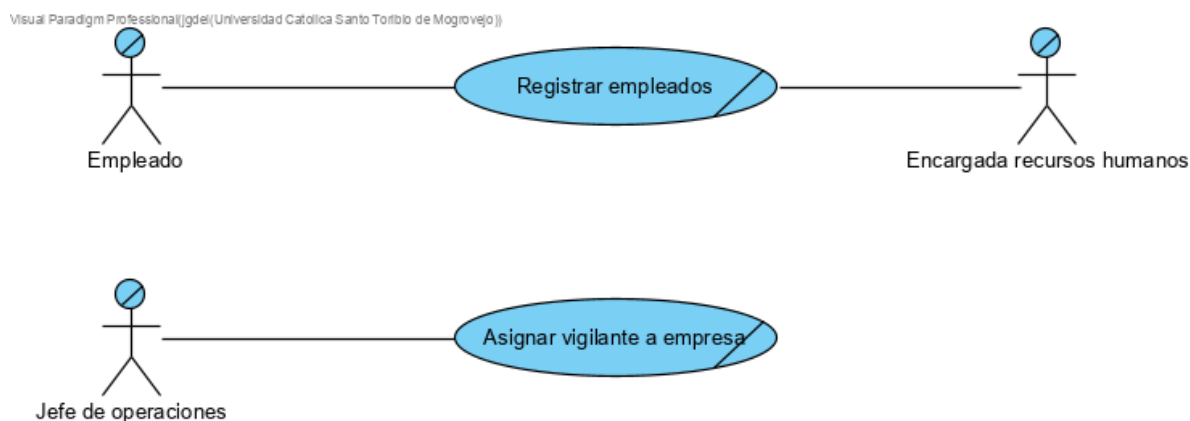 Visual Paradigm Professional(jgdel(Universidad Catolica Santo Toribio de Mogrovejo))
Registrar empleados
Empleado
Encargada recursos humanos
Asignar vigilante a empresa
Jefe de operaciones